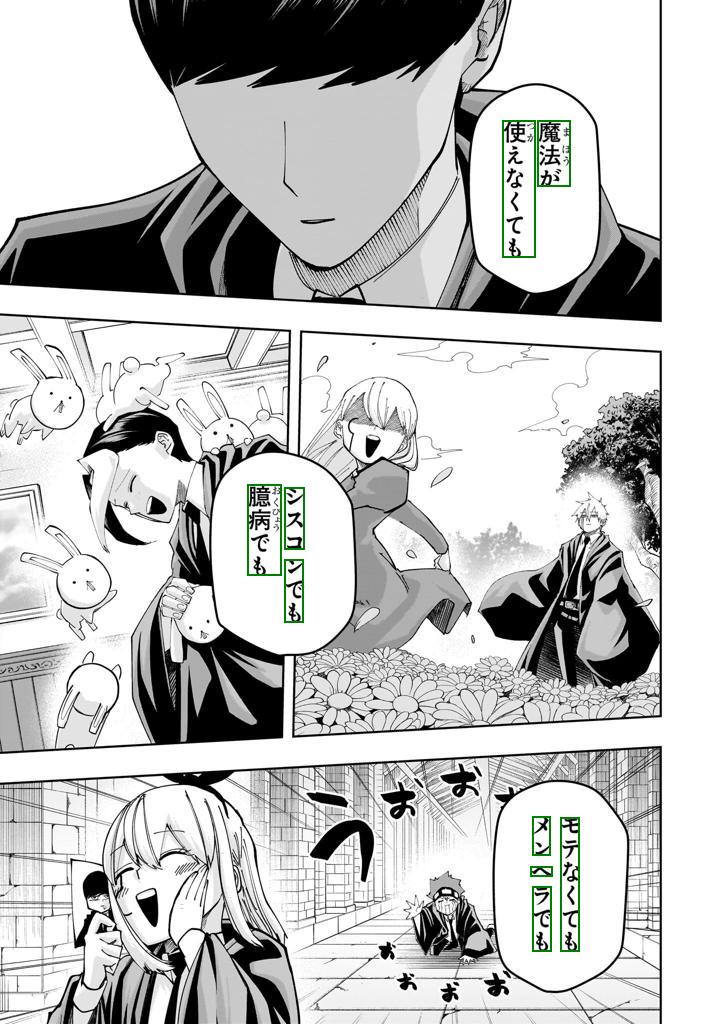 魔法が
使えなくても
シスコンでも
臆病でも
モテなくても
メンヘラでも
うおおおお
おおおお